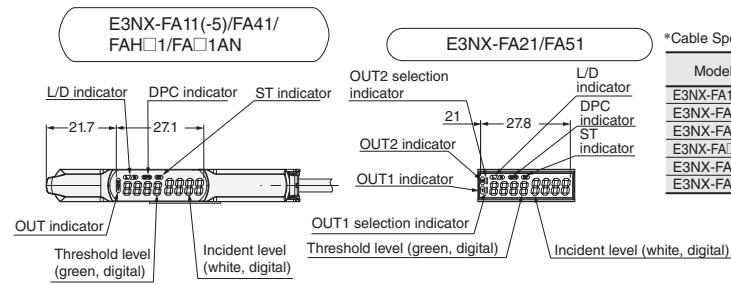 E3NX-FA11(-5)/FA41/
FAH□1/FA□1AN
L/D indicator
DPC indicator
ST indicator
21.7
27.1
OUT indicator
Threshold level
(green, digital)
Incident level
(white, digital)
E3NX-FA21/FA51
OUT2 selection
indicator
L/D
indicator
DPC
indicator
ST
indicator
21
27.8
OUT2 indicator
OUT1 indicator
OUT1 selection indicator
Threshold level (green, digital)
Incident level (white, digital)
*Cable Spe
Model
E3NX-FA1
E3NX-FA
E3NX-FA
E3NX-FA
E3NX-FA
E3NX-FA